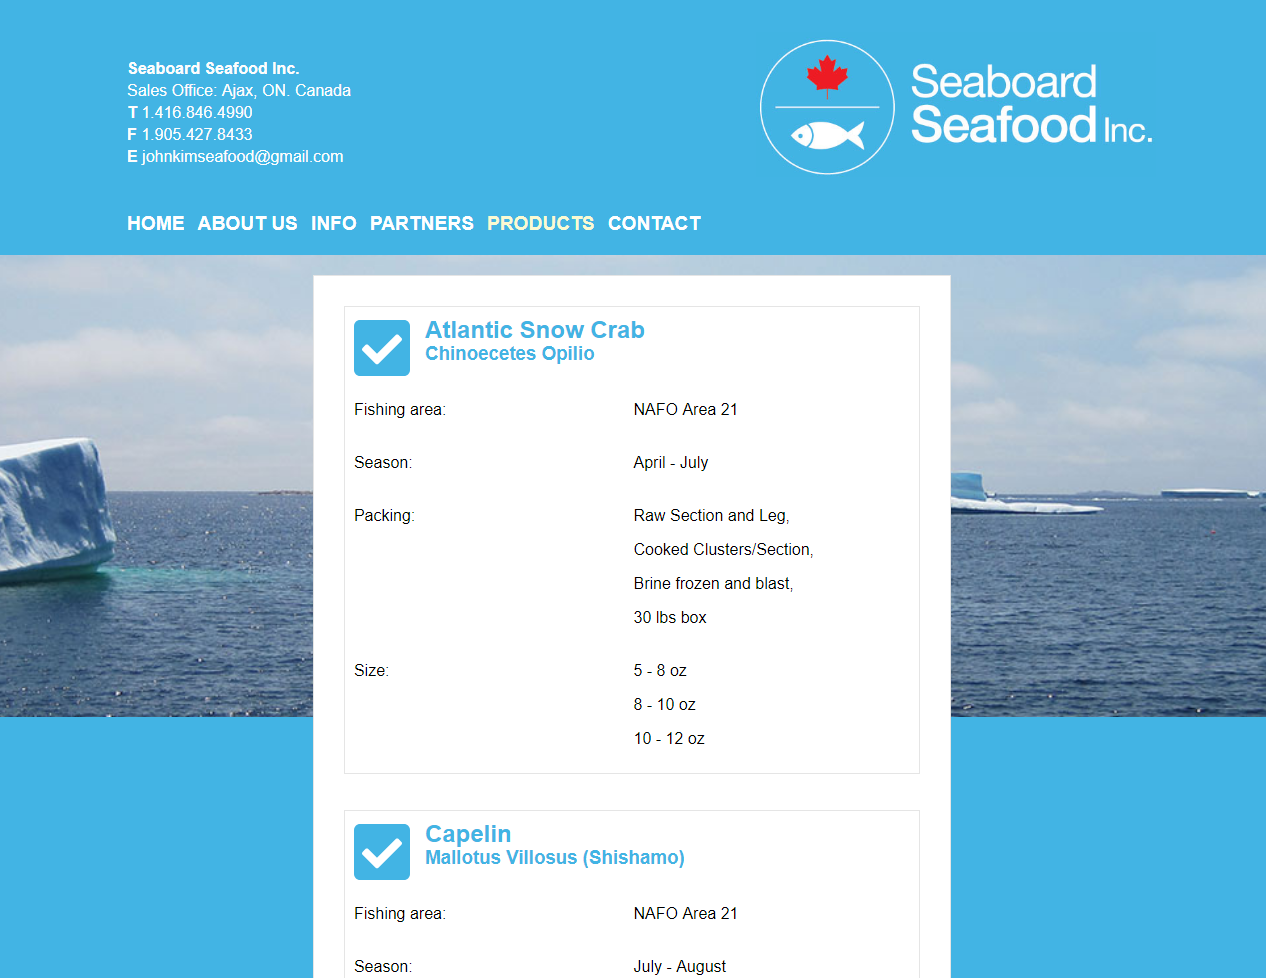 Seaboard Seafood Inc.
Sales Office: Ajax, ON. Canada
T 1.416.846.4990
F 1.905.427.8433
E johnkimseafood@gmail.com
Seaboard
Seafood Inc.
HOME ABOUT US INFO PARTNERS PRODUCTS CONTACT
Atlantic Snow Crab
Chinoecetes Opilio
Fishing area: NAFO Area 21
Season: April - July
Packing: Raw Section and Leg,
Cooked Clusters/Section,
Brine frozen and blast,
30 lbs box
Size: 5 - 8 oz
8 - 10 oz
10 - 12 oz
Capelin
Mallotus Villosus (Shishamo)
Fishing area: NAFO Area 21
Season: July - August